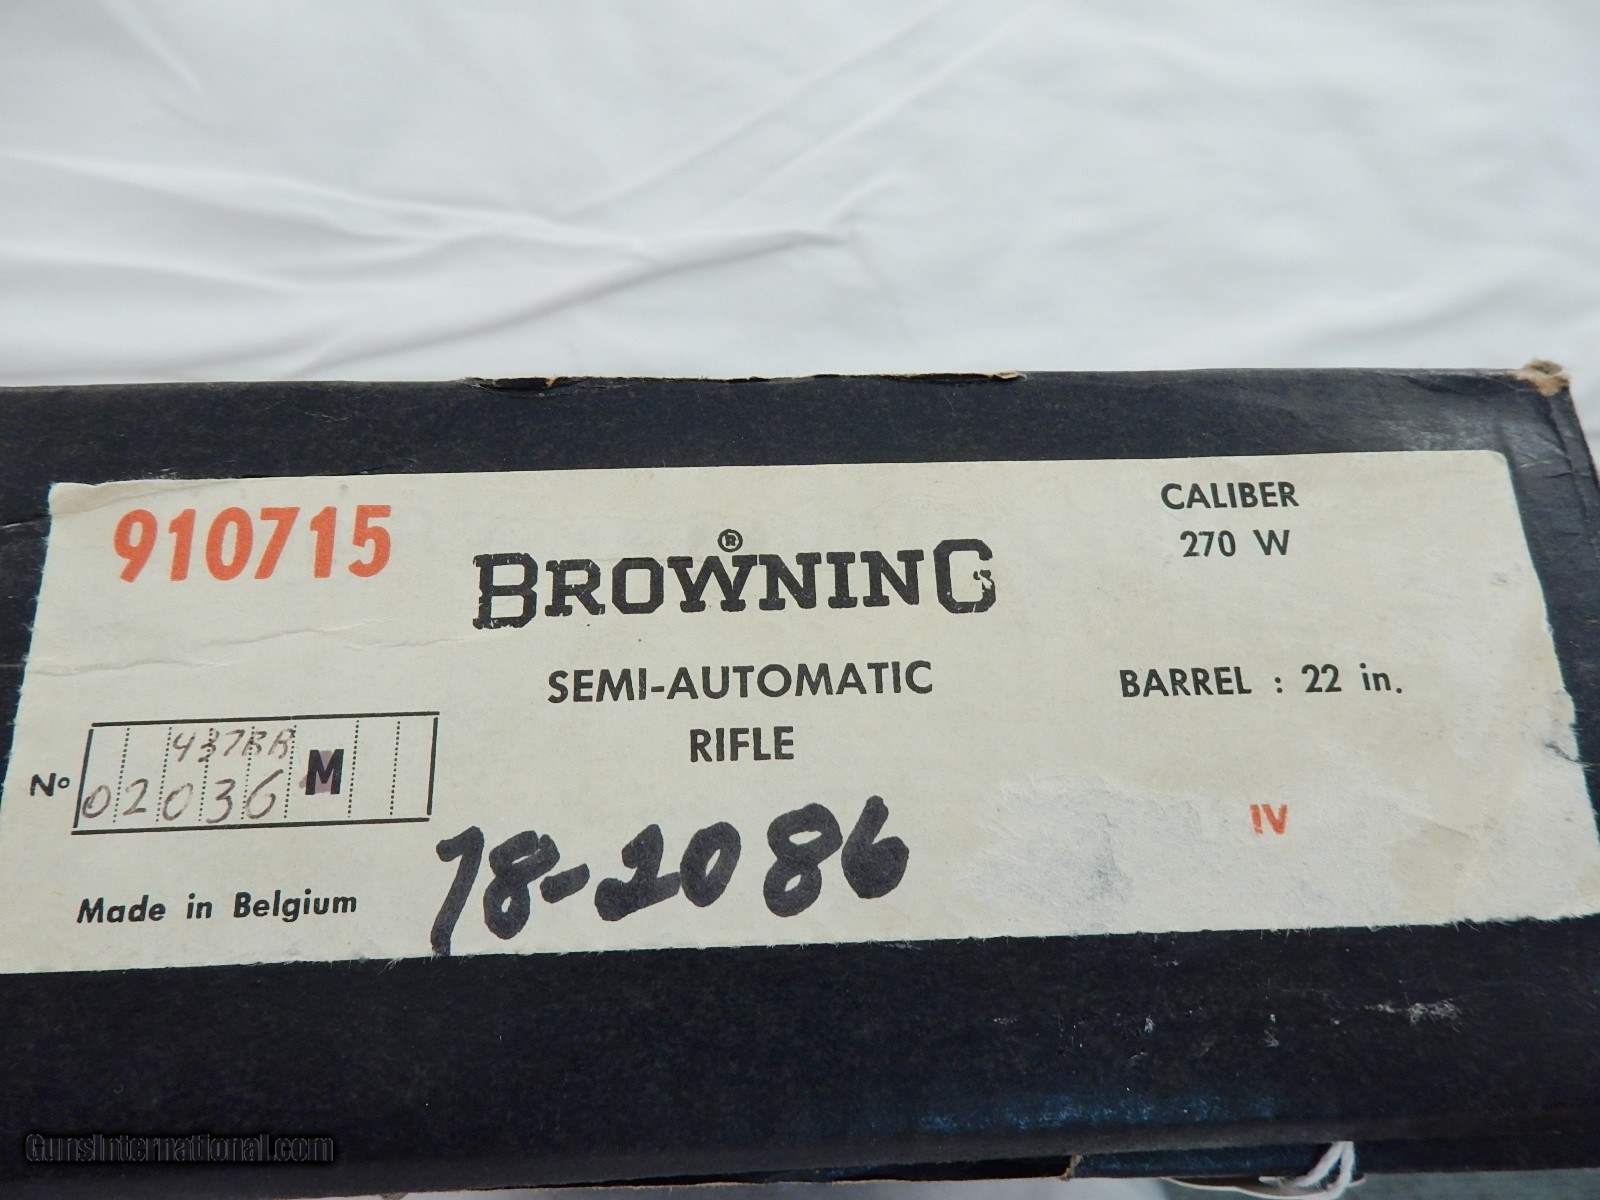 910715
®
BROWNING
CALIBER
270 W
SEMI-AUTOMATIC
RIFLE
BARREL : 22 in.
437RR
Nº 02036 M
IV
78-2086
Made in Belgium
GunsInternational.com